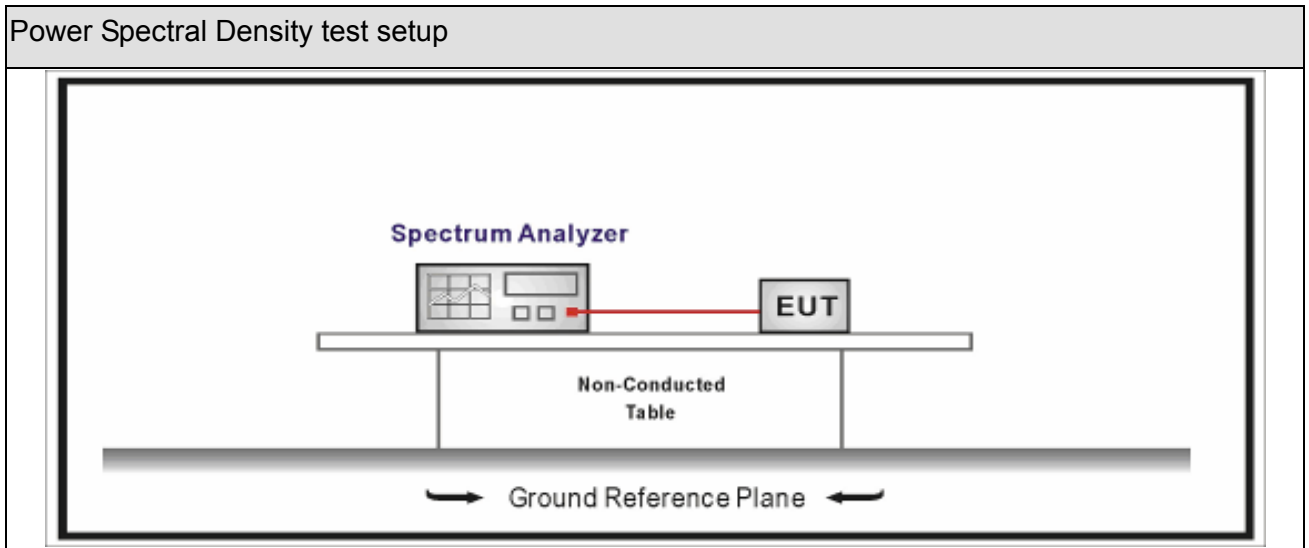 Power Spectral Density test setup
Spectrum Analyzer
EUT
Non-Conducted
Table
Ground Reference Plane